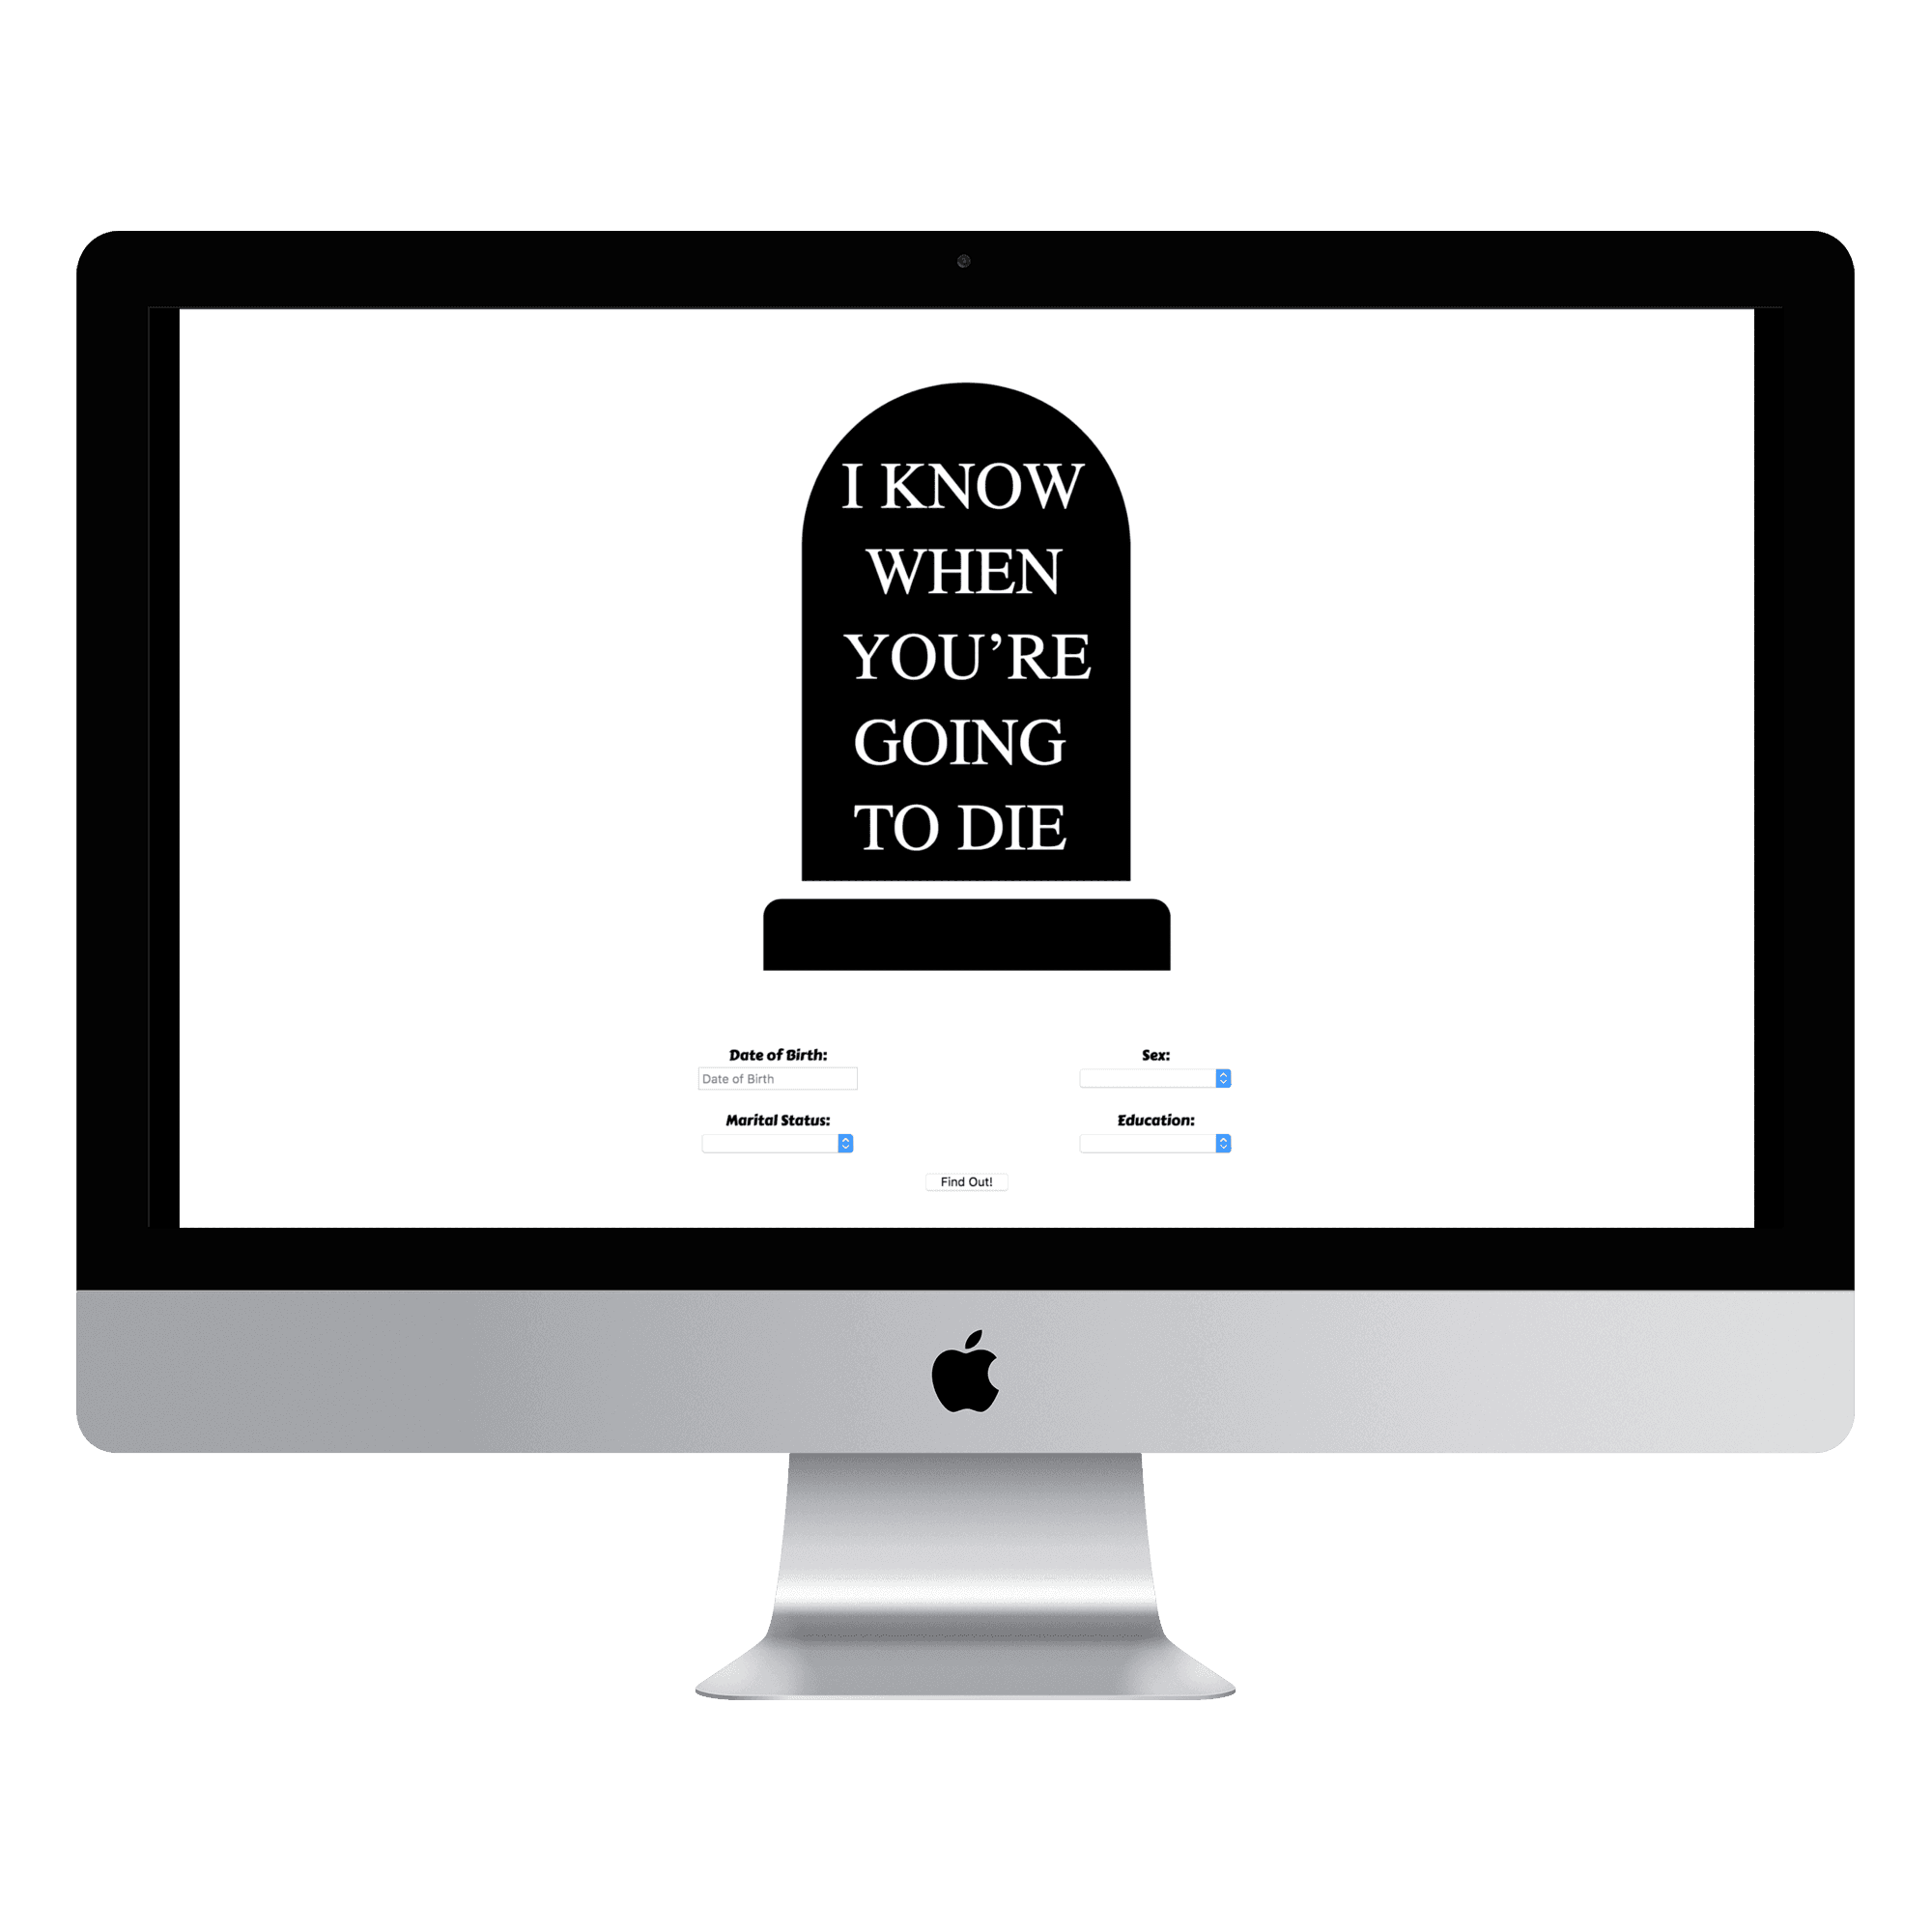 I KNOW
WHEN
YOU’RE
GOING
TO DIE
Date of Birth:
Sex:
Date of Birth
Marital Status:
Education:
Find Out!